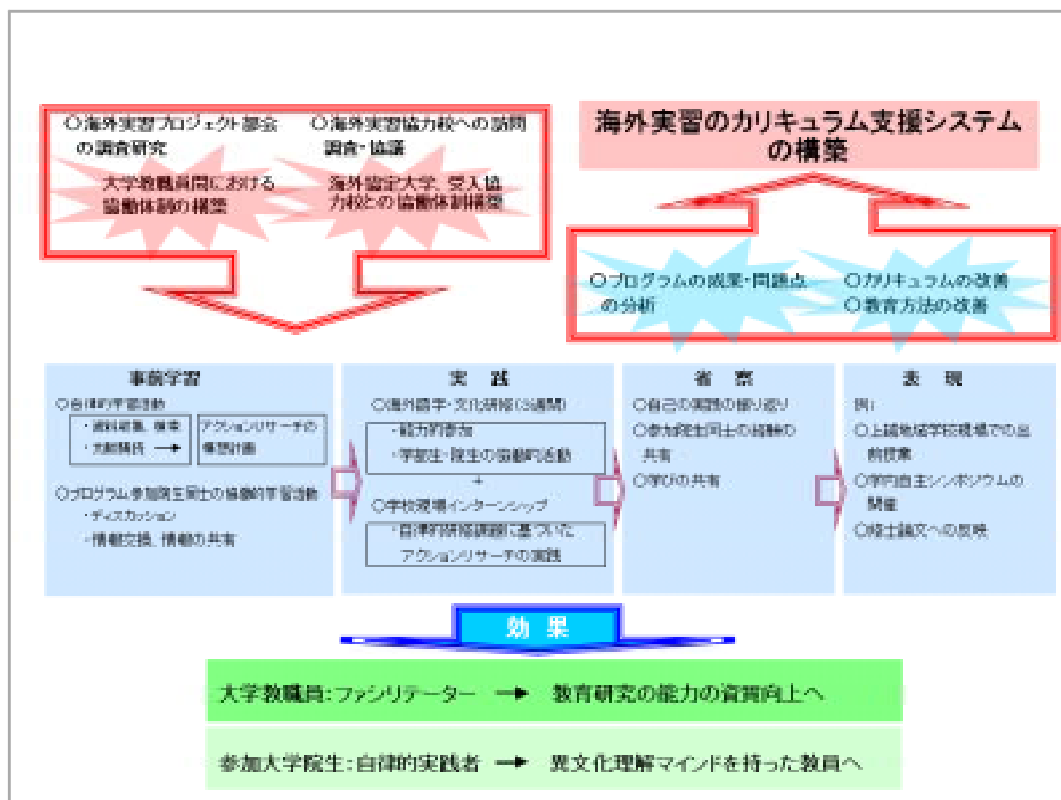 ○海外実習プロジェクト部会
の調査研究
大学教職員間における
協働体制の構築
○海外実習協力校への訪問
調査・協議
海外協定大学、受入協
力校との協働体制構築
海外実習のカリキュラム支援システム
の構築
○プログラムの成果・問題点
の分析
○カリキュラムの改善
○教育方法の改善
事前学習
○自律的学習活動
・資料収集、検索
・文献購読 →
アクションリサーチの
構想計画
○プログラム参加院生同士の協働的学習活動
・ディスカッション
・情報交換、情報の共有
実 践
○海外語学・文化研修(3週間)
・能力的参加
・学部生・院生の協働的活動
+
○学校現場インターンシップ
・自律的研修課題に基づいた
アクションリサーチの実践
省 察
○自己の実践の振り返り
○参加院生同士の経験の
共有
○学びの共有
表 現
例:
○上越地域学校現場での出
前授業
○学内自主シンポジウムの
開催
○修士論文への反映
効 果
大学教職員:ファシリテーター → 教育研究の能力の資質向上へ
参加大学院生:自律的実践者 → 異文化理解マインドを持った教員へ